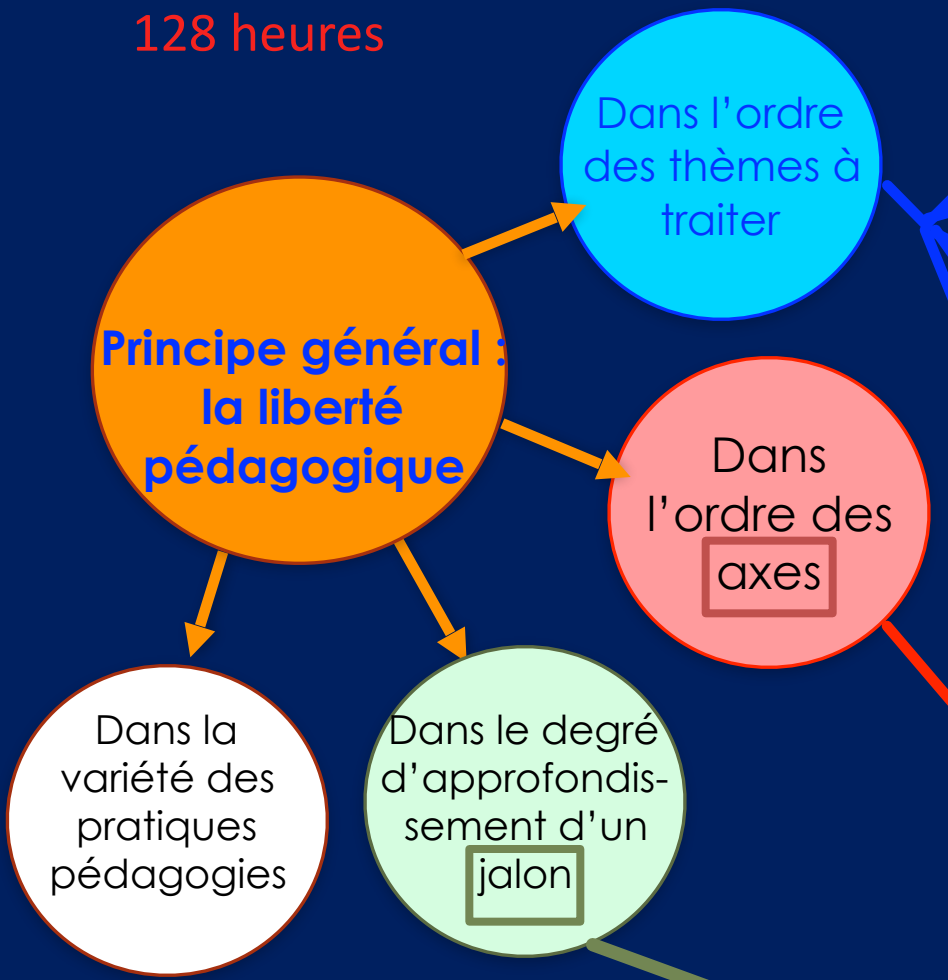 128 heures
Dans l’ordre
des thèmes à
traiter
Principe général :
la liberté
pédagogique
Dans
l’ordre des
axes
Dans la
variété des
pratiques
pédagogies
Dans le degré
d’approfondis-
sement d’un
jalon